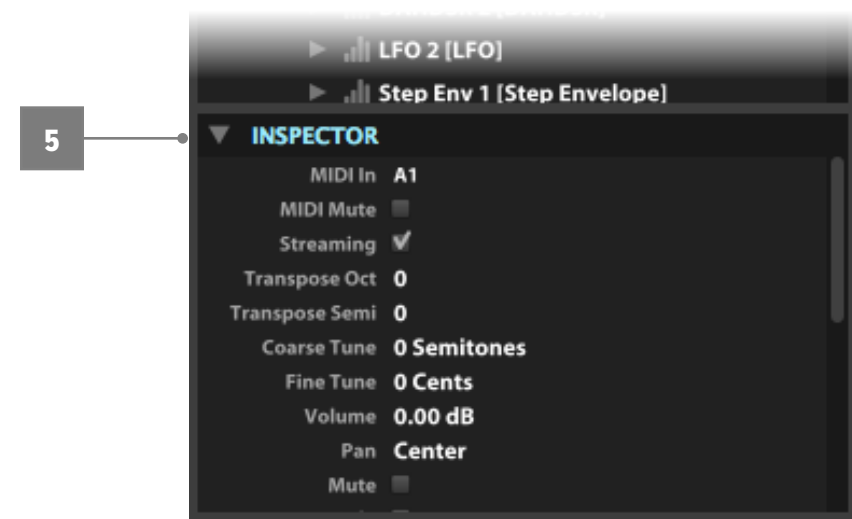 LFO 2 [LFO]
Step Env 1 [Step Envelope]
5
INSPECTOR
MIDI In A1
MIDI Mute
Streaming
Transpose Oct 0
Transpose Semi 0
Coarse Tune 0 Semitones
Fine Tune 0 Cents
Volume 0.00 dB
Pan Center
Mute